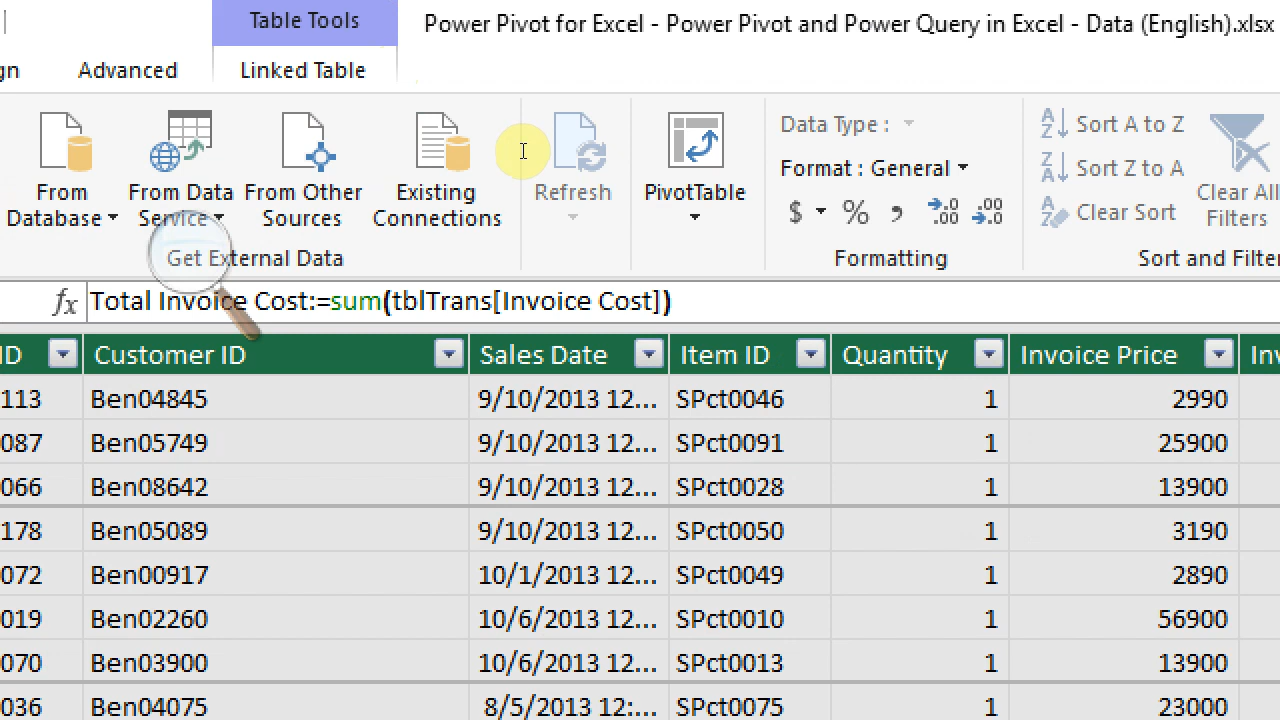 Table Tools
Power Pivot for Excel - Power Pivot and Power Query in Excel - Data (English).xlsx
gn Advanced Linked Table
From Database
From Data Service
From Other Sources
Existing Connections
Refresh
PivotTable
Data Type :
Format : General
$ % , .0 .00 .00 .0
Sort A to Z
Sort Z to A
Clear Sort
Clear All Filters
Get External Data
Formatting
Sort and Filter
fx Total Invoice Cost:=sum(tblTrans[Invoice Cost])
ID Customer ID Sales Date Item ID Quantity Invoice Price Inv
113 Ben04845 9/10/2013 12... SPct0046 1 2990
087 Ben05749 9/10/2013 12... SPct0091 1 25900
066 Ben08642 9/10/2013 12... SPct0028 1 13900
178 Ben05089 9/10/2013 12... SPct0050 1 3190
072 Ben00917 10/1/2013 12... SPct0049 1 2890
019 Ben02260 10/6/2013 12... SPct0010 1 56900
070 Ben03900 10/6/2013 12... SPct0013 1 13900
036 Ben04075 8/5/2013 12:... SPct0075 1 23000